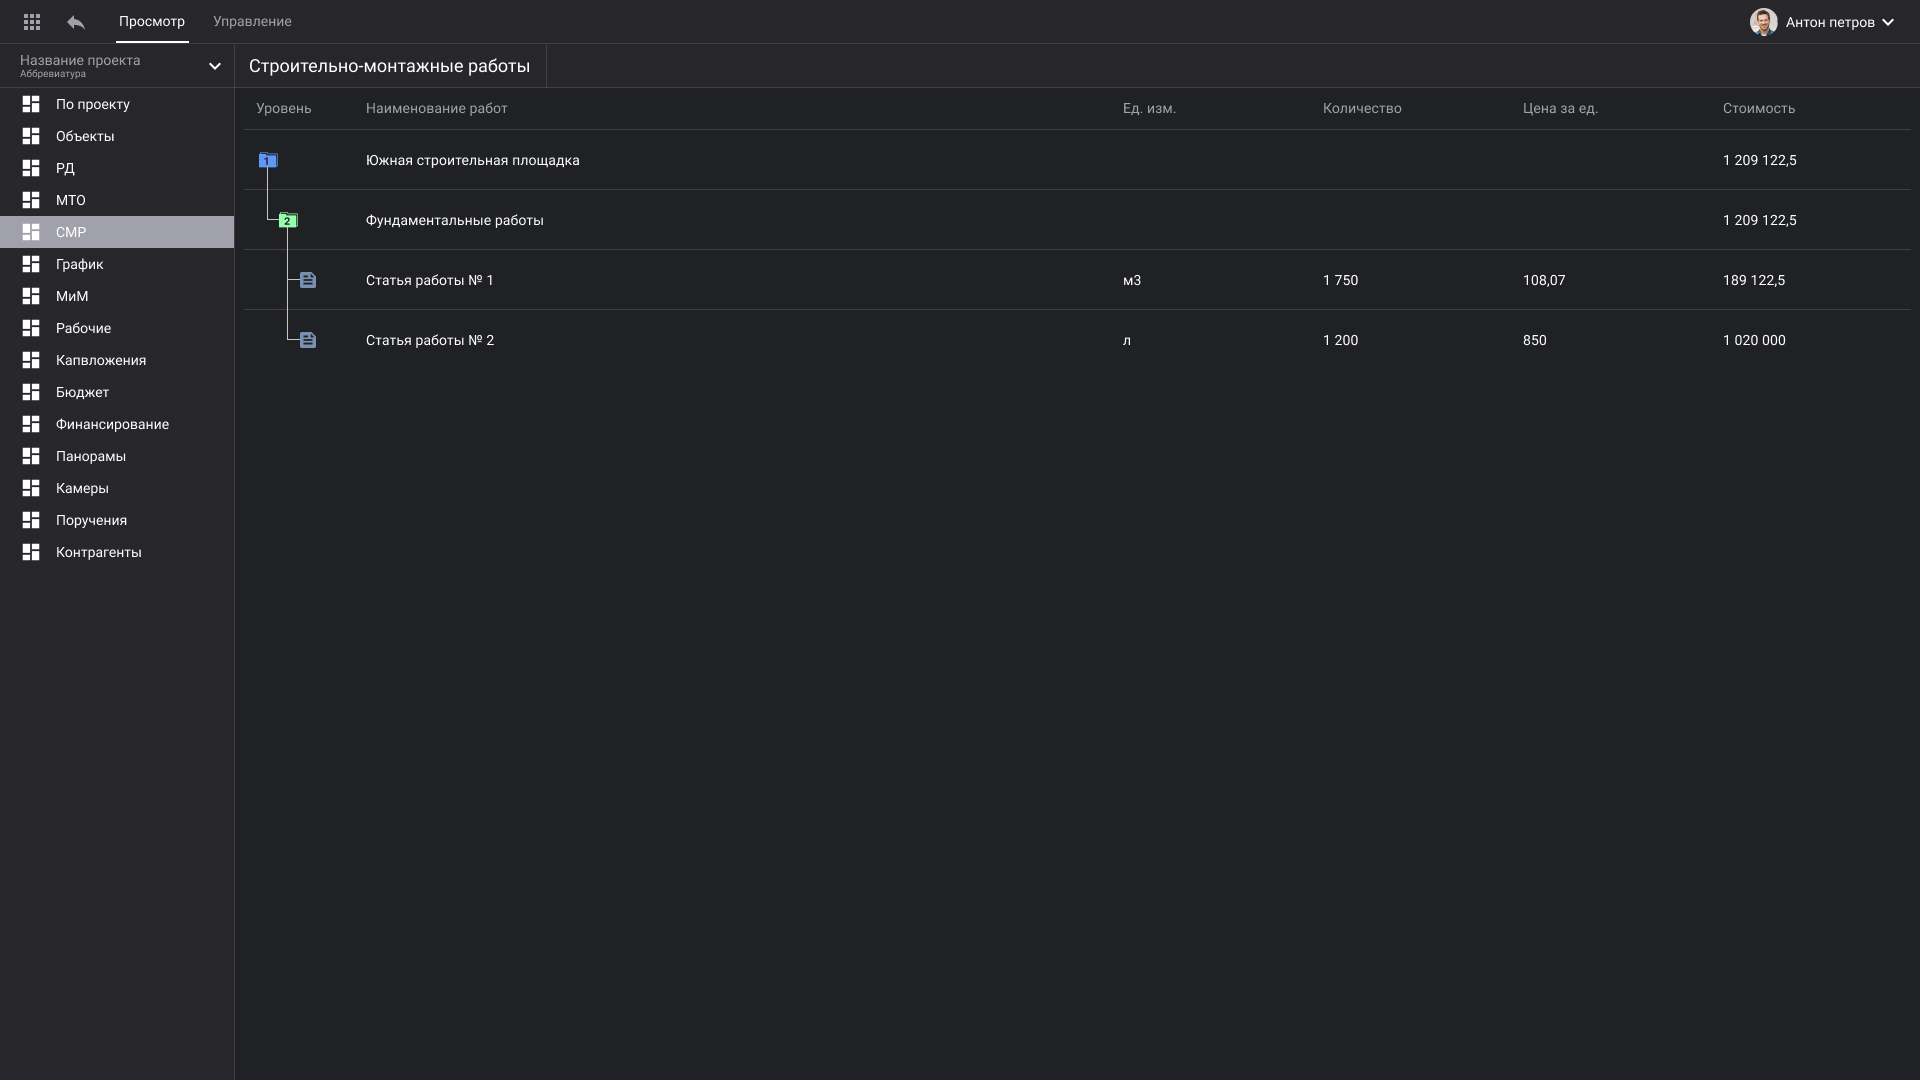 Просмотр
Управление
Антон петров
Название проекта
Аббревиатура
Строительно-монтажные работы
По проекту
Объекты
РД
МТО
СМР
График
МиМ
Рабочие
Капвложения
Бюджет
Финансирование
Панорамы
Камеры
Поручения
Контрагенты
Уровень Наименование работ Ед. изм. Количество Цена за ед. Стоимость
1 Южная строительная площадка 1 209 122,5
2 Фундаментальные работы 1 209 122,5
Статья работы № 1 м3 1 750 108,07 189 122,5
Статья работы № 2 л 1 200 850 1 020 000